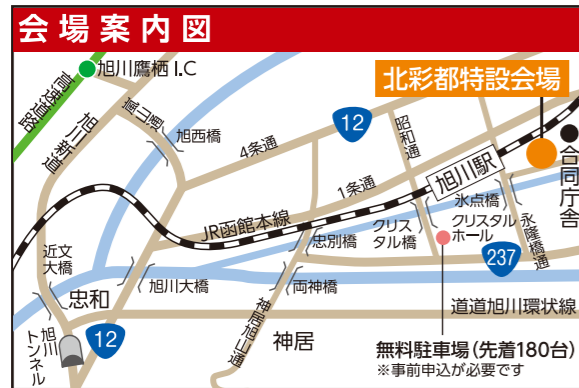 会場案内図
旭川鷹栖I.C
高速道路
旭川新道
旭西橋
北彩都特設会場
12
昭和通
4条通
1条通
旭川駅
合同庁舎
JR函館本線
氷点橋
クリスタル橋
クリスタル
ホール
永隆橋通
忠別橋
237
近文
大橋
旭川大橋
両神橋
忠和
神居旭山通
道道旭川環状線
旭川
トンネル
12
神居
無料駐車場(先着180台)
※事前申込が必要です